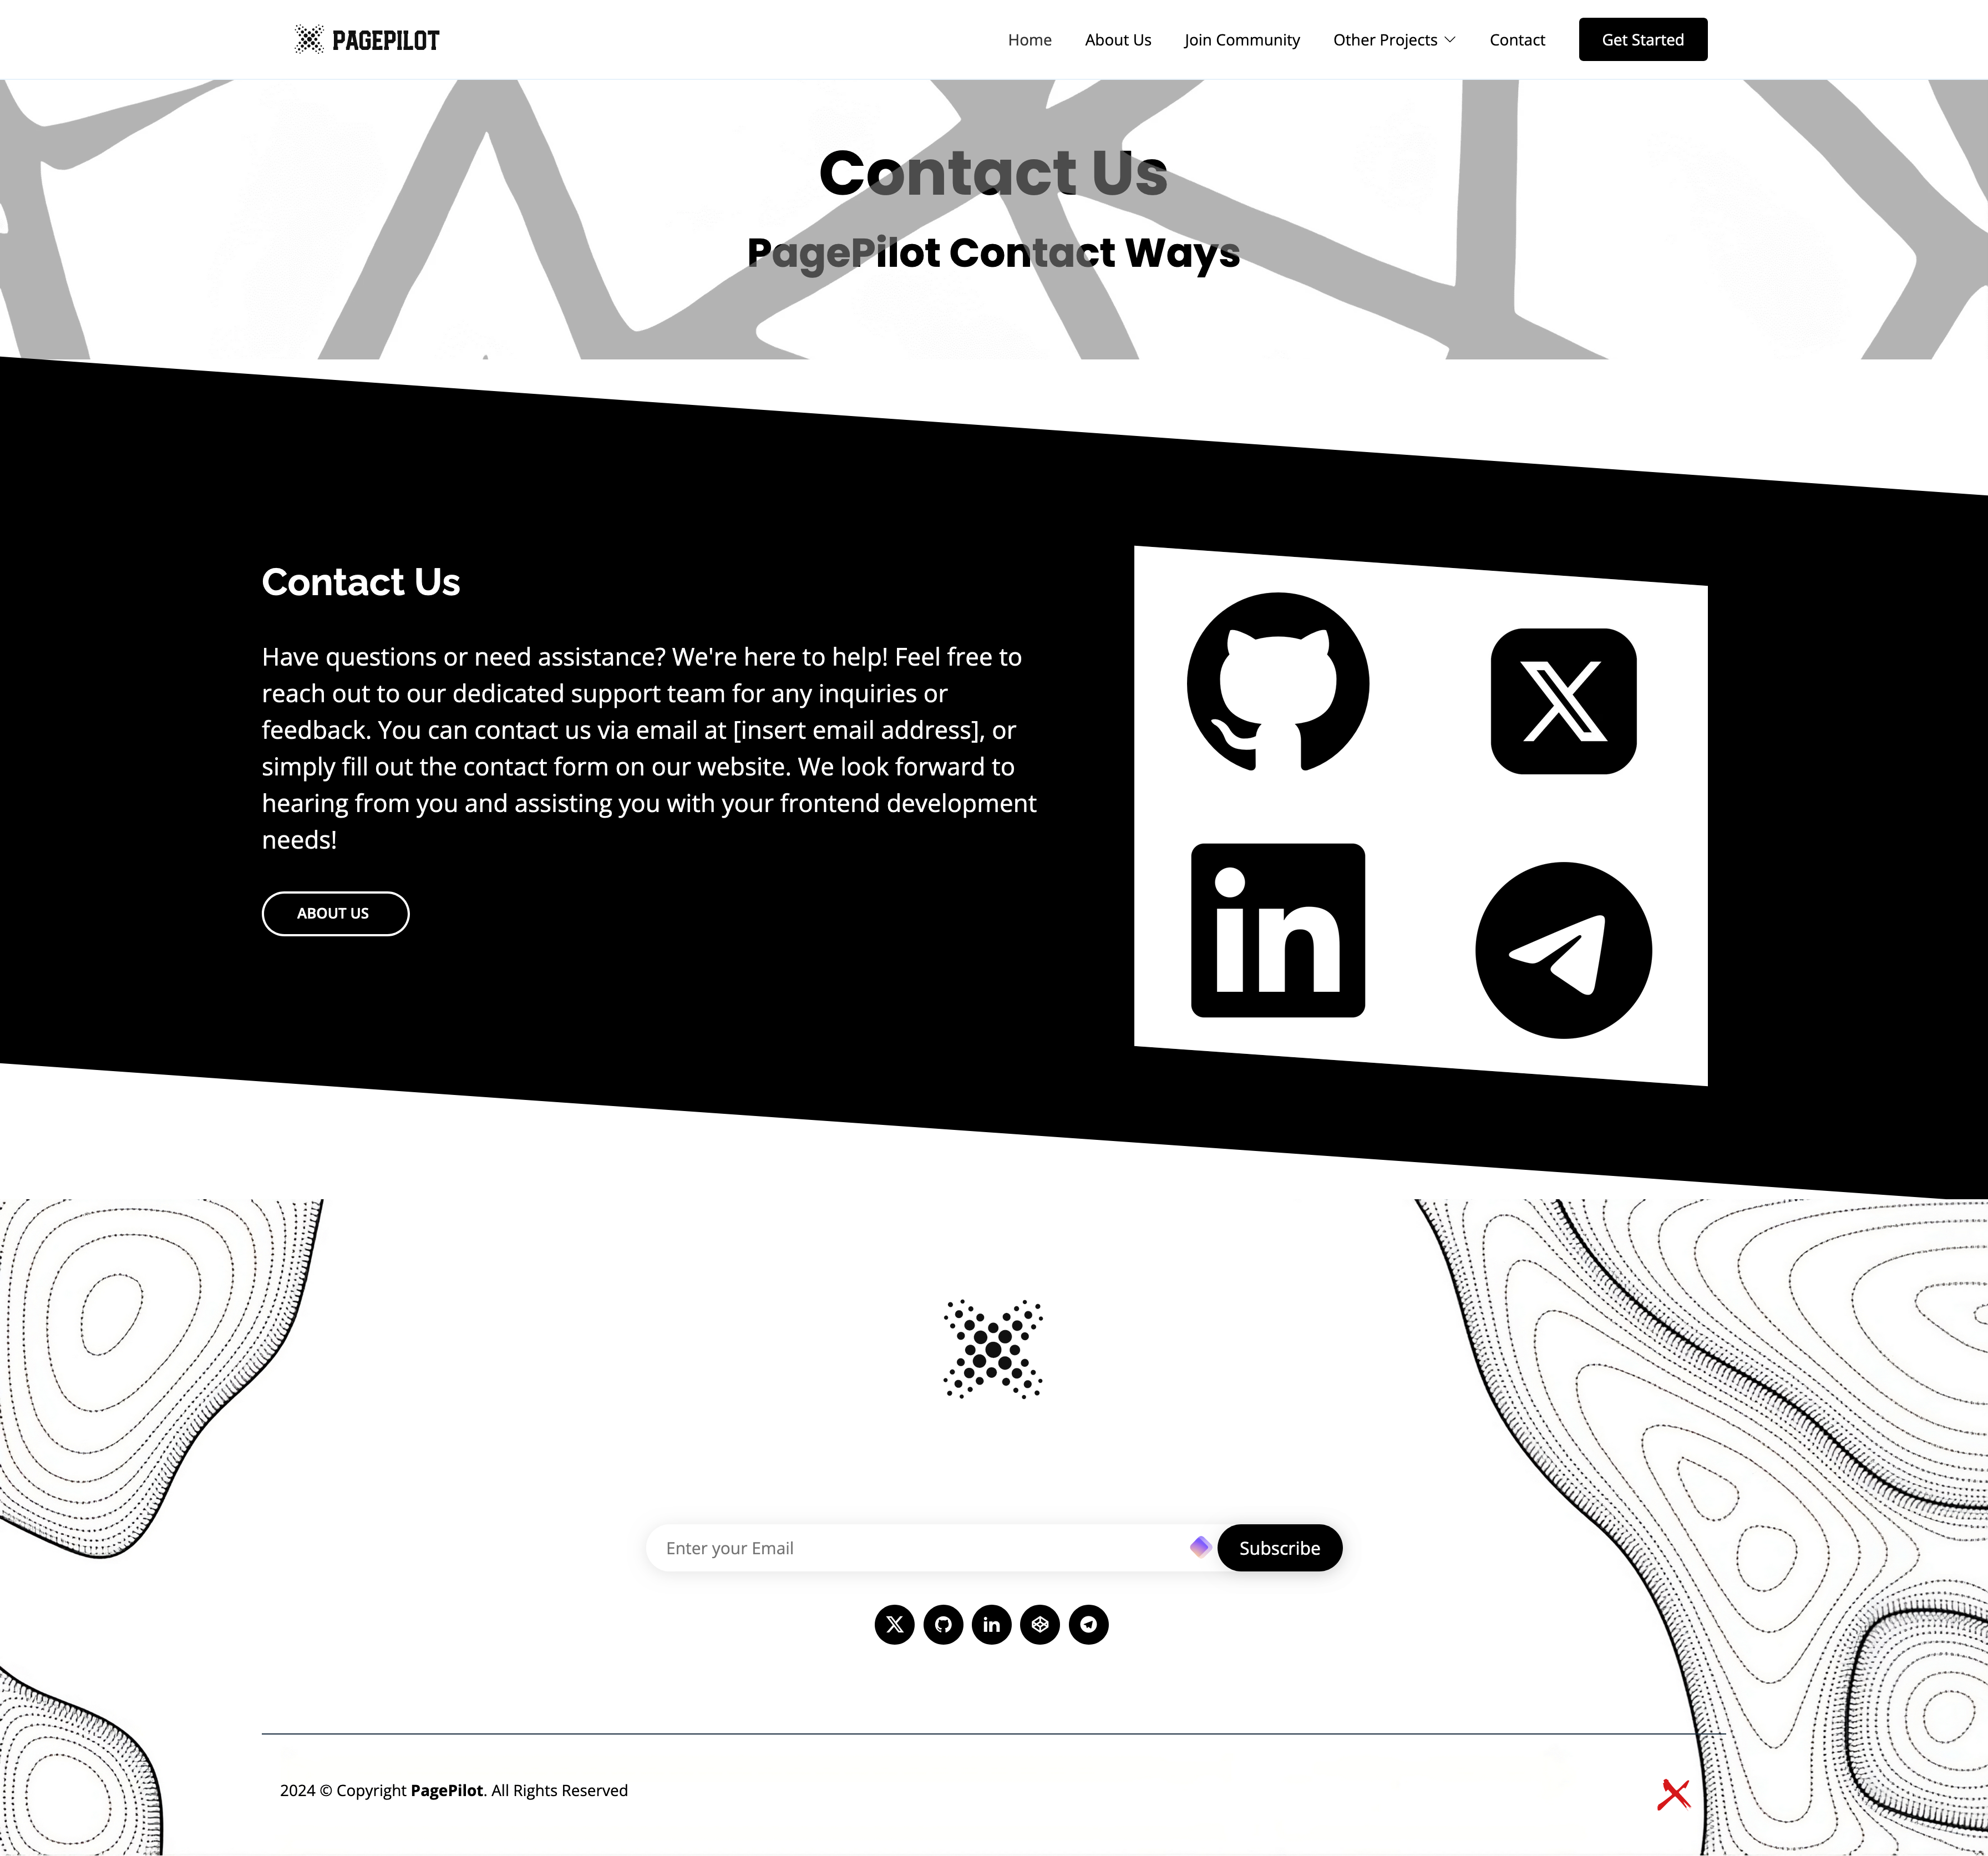 PAGEPILOT
Home About Us Join Community Other Projects Contact Get Started
Contact Us
PagePilot Contact Ways
Contact Us
Have questions or need assistance? We're here to help! Feel free to
reach out to our dedicated support team for any inquiries or
feedback. You can contact us via email at [insert email address], or
simply fill out the contact form on our website. We look forward to
hearing from you and assisting you with your frontend development
needs!
ABOUT US
in
Enter your Email Subscribe
in
2024 © Copyright PagePilot. All Rights Reserved